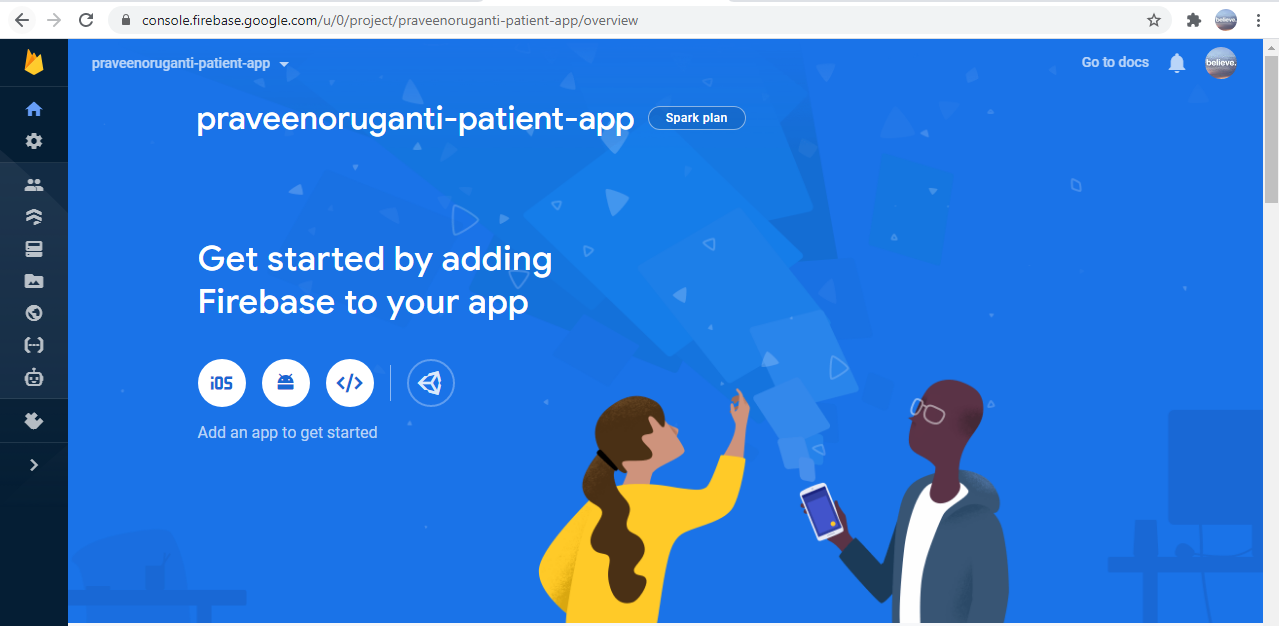 console.firebase.google.com/u/0/project/praveenoruganti-patient-app/overview
believe.
praveenoruganti-patient-app
Go to docs
believe.
praveenoruganti-patient-app
Spark plan
Get started by adding
Firebase to your app
iOS
Add an app to get started